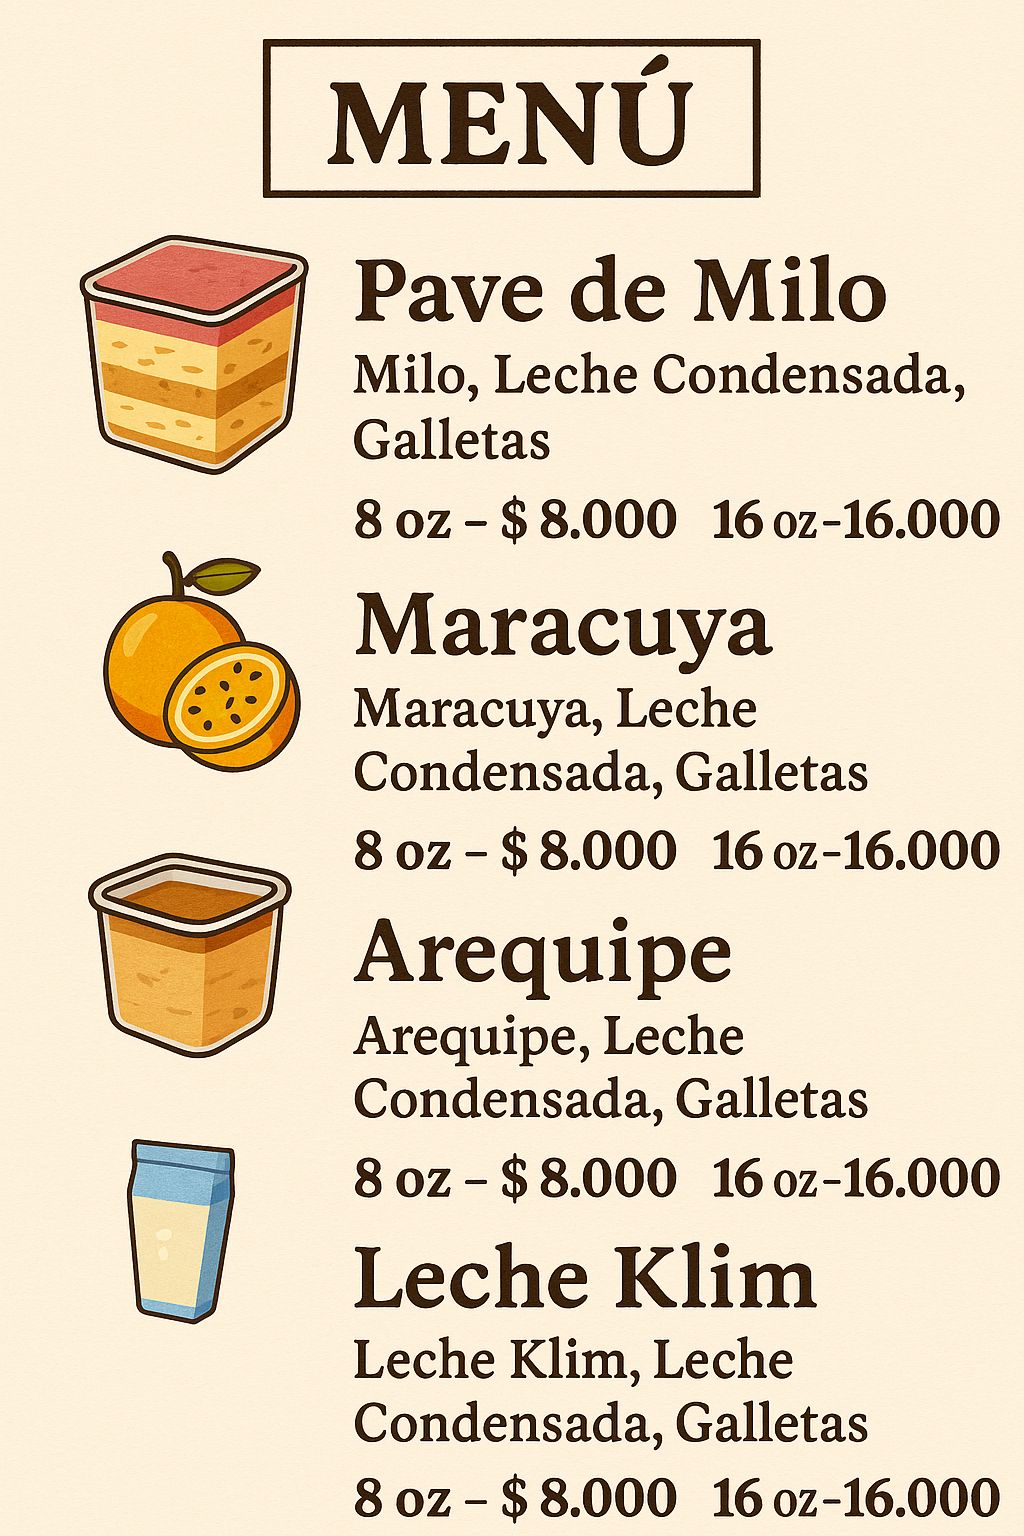 MENÚ
Pave de Milo
Milo, Leche Condensada,
Galletas
8 oz – $ 8.000 16 oz-16.000
Maracuya
Maracuya, Leche
Condensada, Galletas
8 oz – $ 8.000 16 oz-16.000
Arequipe
Arequipe, Leche
Condensada, Galletas
8 oz – $ 8.000 16 oz-16.000
Leche Klim
Leche Klim, Leche
Condensada, Galletas
8 oz – $ 8.000 16 oz-16.000